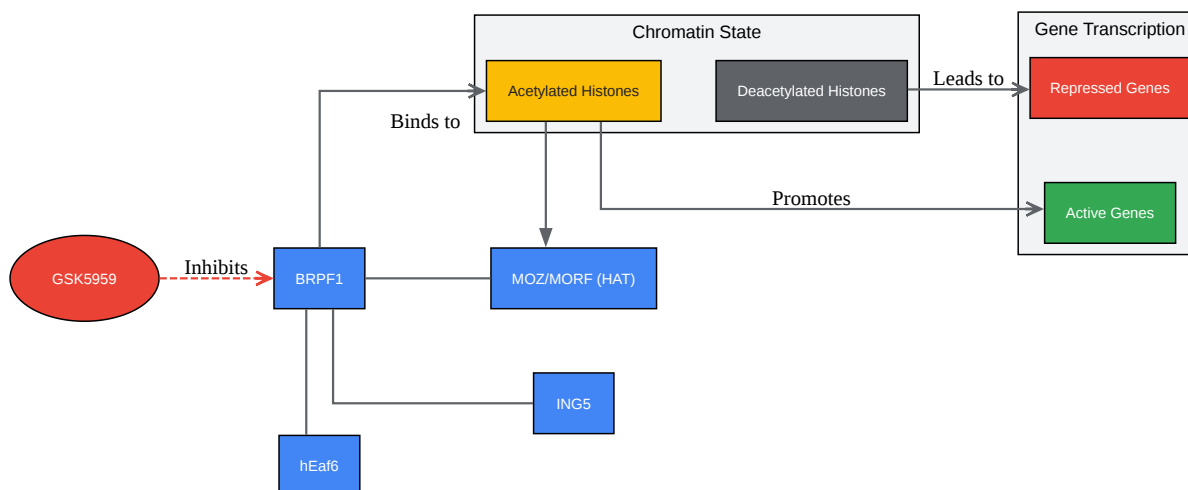 Chromatin State
Gene Transcription
Acetylated Histones
Deacetylated Histones
Leads to
Repressed Genes
Binds to
Promotes
Active Genes
GSK5959
Inhibits
BRPF1
MOZ/MORF (HAT)
ING5
hEaf6